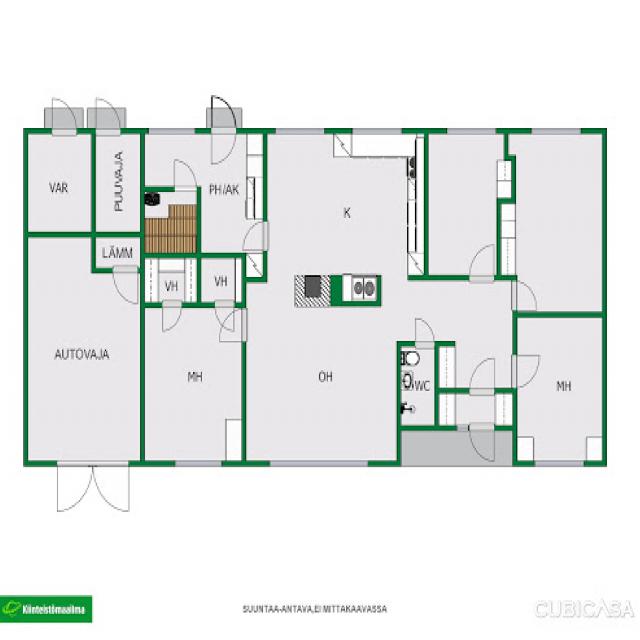 VAR
PUUVAJA
PH/AK
K
LÄMM
VH
VH
AUTOVAJA
MH
OH
WC
MH
Kiinteistömaailma
SUUNTAA-ANTAVA,EI MITTAKAAVASSA
CUBICASA